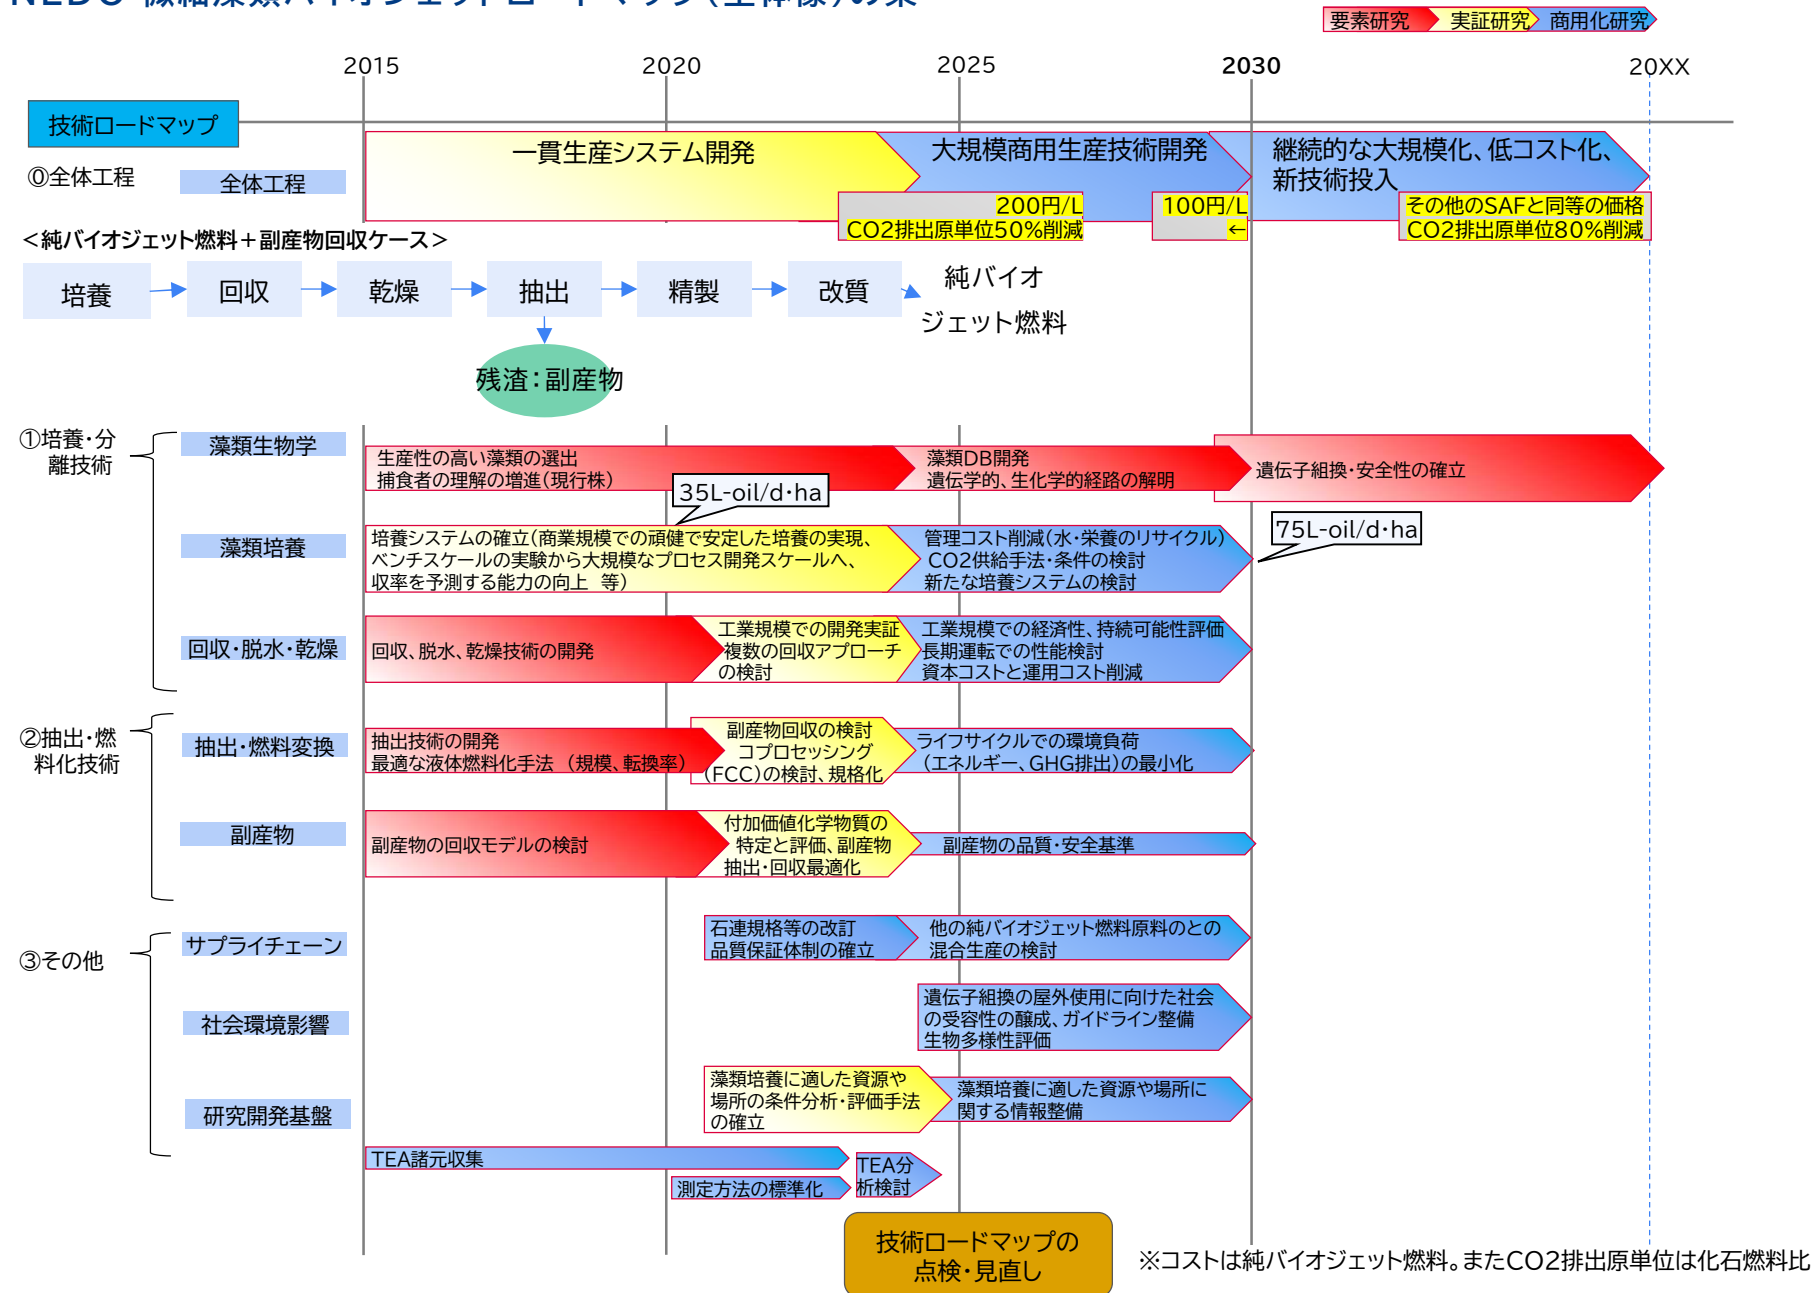 要素研究 実証研究 商用化研究
2015 2020 2025 2030 20XX
技術ロードマップ
⓪全体工程
全体工程
一貫生産システム開発
大規模商用生産技術開発
継続的な大規模化、低コスト化、
新技術投入
200円/L
CO2排出原単位50%削減
100円/L
←
その他のSAFと同等の価格
CO2排出原単位80%削減
<純バイオジェット燃料+副産物回収ケース>
培養
回収
乾燥
抽出
精製
改質
純バイオ
ジェット燃料
残渣:副産物
①培養・分
離技術
藻類生物学
生産性の高い藻類の選出
捕食者の理解の増進(現行株)
藻類DB開発
遺伝学的、生化学的経路の解明
遺伝子組換・安全性の確立
35L-oil/d・ha
藻類培養
培養システムの確立(商業規模での頑健で安定した培養の実現、
ベンチスケールの実験から大規模なプロセス開発スケールへ、
収率を予測する能力の向上 等)
管理コスト削減(水・栄養のリサイクル)
CO2供給手法・条件の検討
新たな培養システムの検討
75L-oil/d・ha
回収・脱水・乾燥
回収、脱水、乾燥技術の開発
工業規模での開発実証
複数の回収アプローチ
の検討
工業規模での経済性、持続可能性評価
長期運転での性能検討
資本コストと運用コスト削減
②抽出・燃
料化技術
抽出・燃料変換
抽出技術の開発
最適な液体燃料化手法 (規模、転換率)
副産物回収の検討
コプロセッシング
(FCC)の検討、規格化
ライフサイクルでの環境負荷
(エネルギー、GHG排出)の最小化
副産物
副産物の回収モデルの検討
付加価値化学物質の
特定と評価、副産物
抽出・回収最適化
副産物の品質・安全基準
③その他
サプライチェーン
石連規格等の改訂
品質保証体制の確立
他の純バイオジェット燃料原料のとの
混合生産の検討
社会環境影響
遺伝子組換の屋外使用に向けた社会
の受容性の醸成、ガイドライン整備
生物多様性評価
研究開発基盤
藻類培養に適した資源や
場所の条件分析・評価手法
の確立
藻類培養に適した資源や場所に
関する情報整備
TEA諸元収集
測定方法の標準化
TEA分
析検討
技術ロードマップの
点検・見直し
※コストは純バイオジェット燃料。またCO2排出原単位は化石燃料比